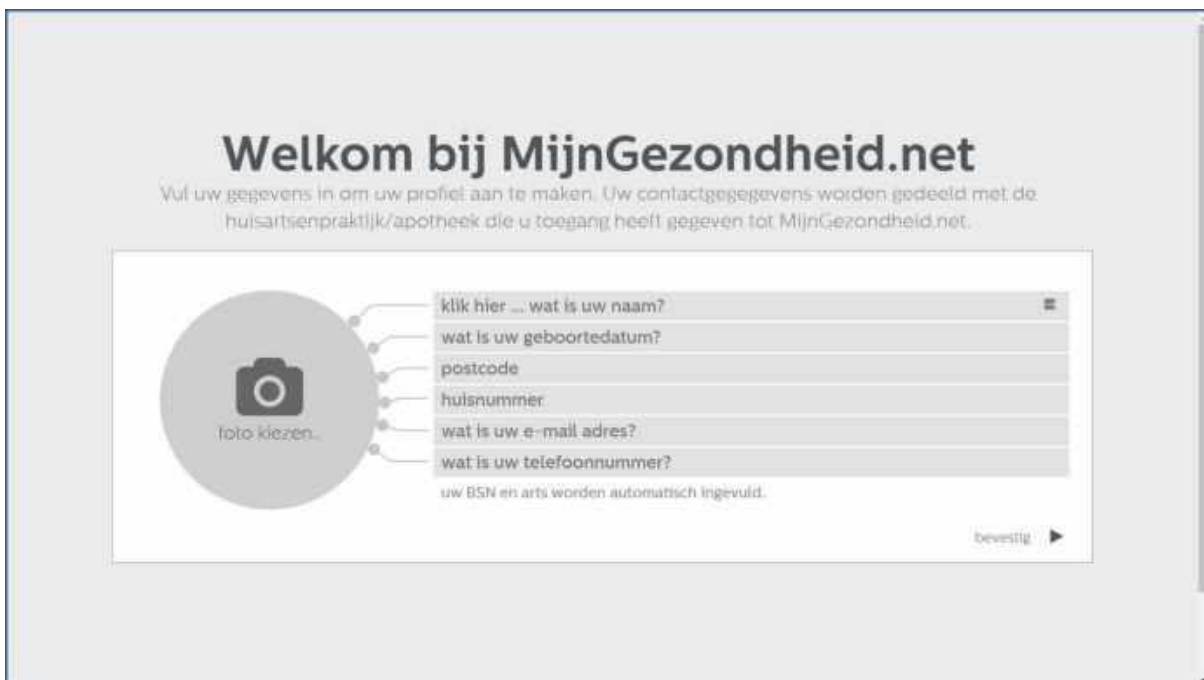 Welkom bij MijnGezondheid.net
Vul uw gegevens in om uw profiel aan te maken. Uw contactgegegevens worden gedeeld met de
huisartsenpraktijk/apotheek die u toegang heeft gegeven tot MijnGezondheid.net.
klik hier ... wat is uw naam?
wat is uw geboortedatum?
postcode
huisnummer
wat is uw e-mail adres?
wat is uw telefoonnummer?
foto kiezen...
uw BSN en arts worden automatisch ingevuld.
bevestig